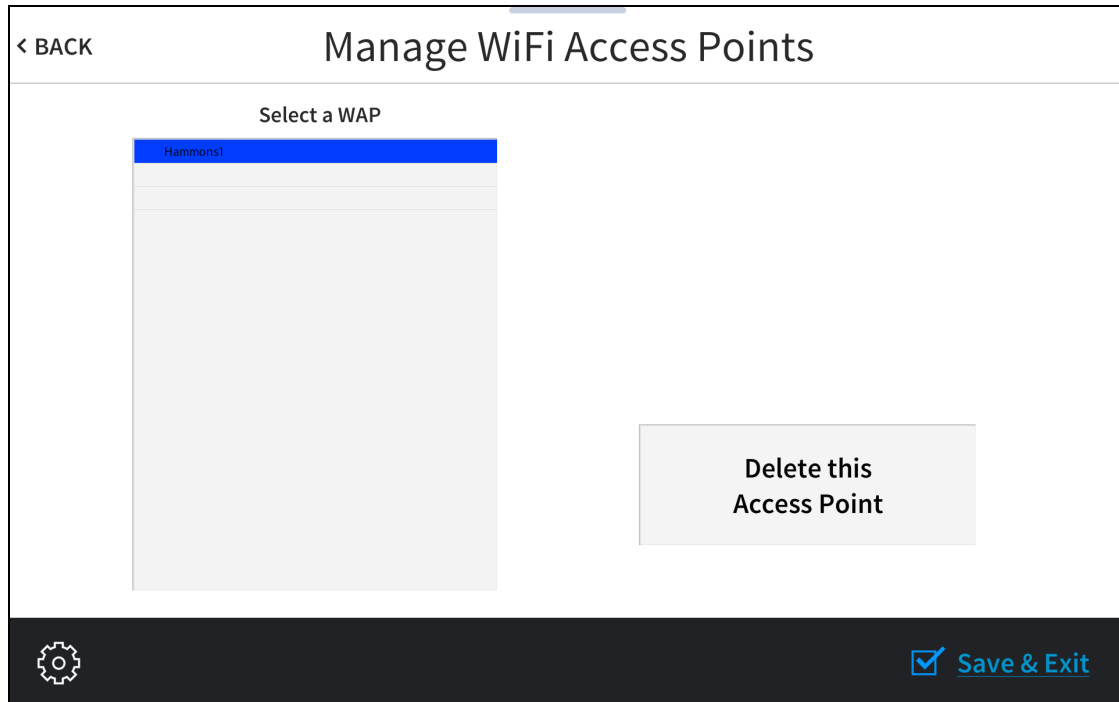 < BACK
Manage WiFi Access Points
Select a WAP
Hammons1
Delete this
Access Point
Save & Exit